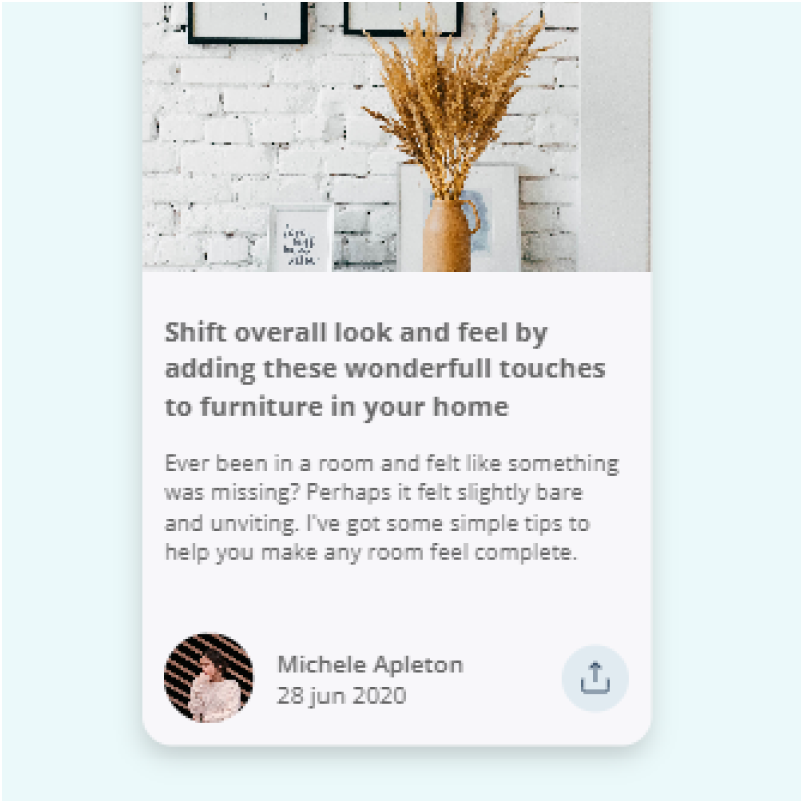 Shift overall look and feel by
adding these wonderfull touches
to furniture in your home
Ever been in a room and felt like something
was missing? Perhaps it felt slightly bare
and unviting. I've got some simple tips to
help you make any room feel complete.
Michele Apleton
28 jun 2020